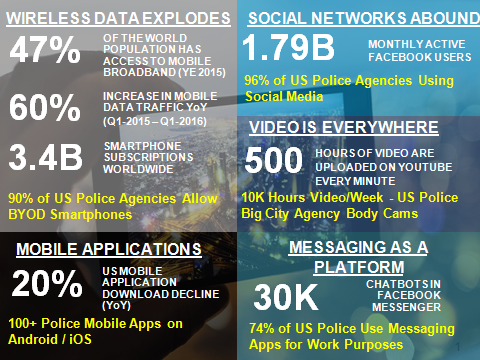 WIRELESS DATA EXPLODES
47%
OF THE WORLD
POPULATION HAS
ACCESS TO MOBILE
BROADBAND (YE 2015)
60%
INCREASE IN MOBILE
DATA TRAFFIC YoY
(Q1-2015 – Q1-2016)
3.4B
SMARTPHONE
SUBSCRIPTIONS
WORLDWIDE
90% of US Police Agencies Allow
BYOD Smartphones
SOCIAL NETWORKS ABOUND
1.79B
MONTHLY ACTIVE
FACEBOOK USERS
96% of US Police Agencies Using
Social Media
VIDEO IS EVERYWHERE
500
HOURS OF VIDEO ARE
UPLOADED ON YOUTUBE
EVERY MINUTE
10K Hours Video/Week - US Police
Big City Agency Body Cams
MOBILE APPLICATIONS
20%
US MOBILE
APPLICATION
DOWNLOAD DECLINE
(YoY)
100+ Police Mobile Apps on
Android / iOS
MESSAGING AS A
PLATFORM
30K
CHATBOTS IN
FACEBOOK
MESSENGER
74% of US Police Use Messaging
Apps for Work Purposes
1